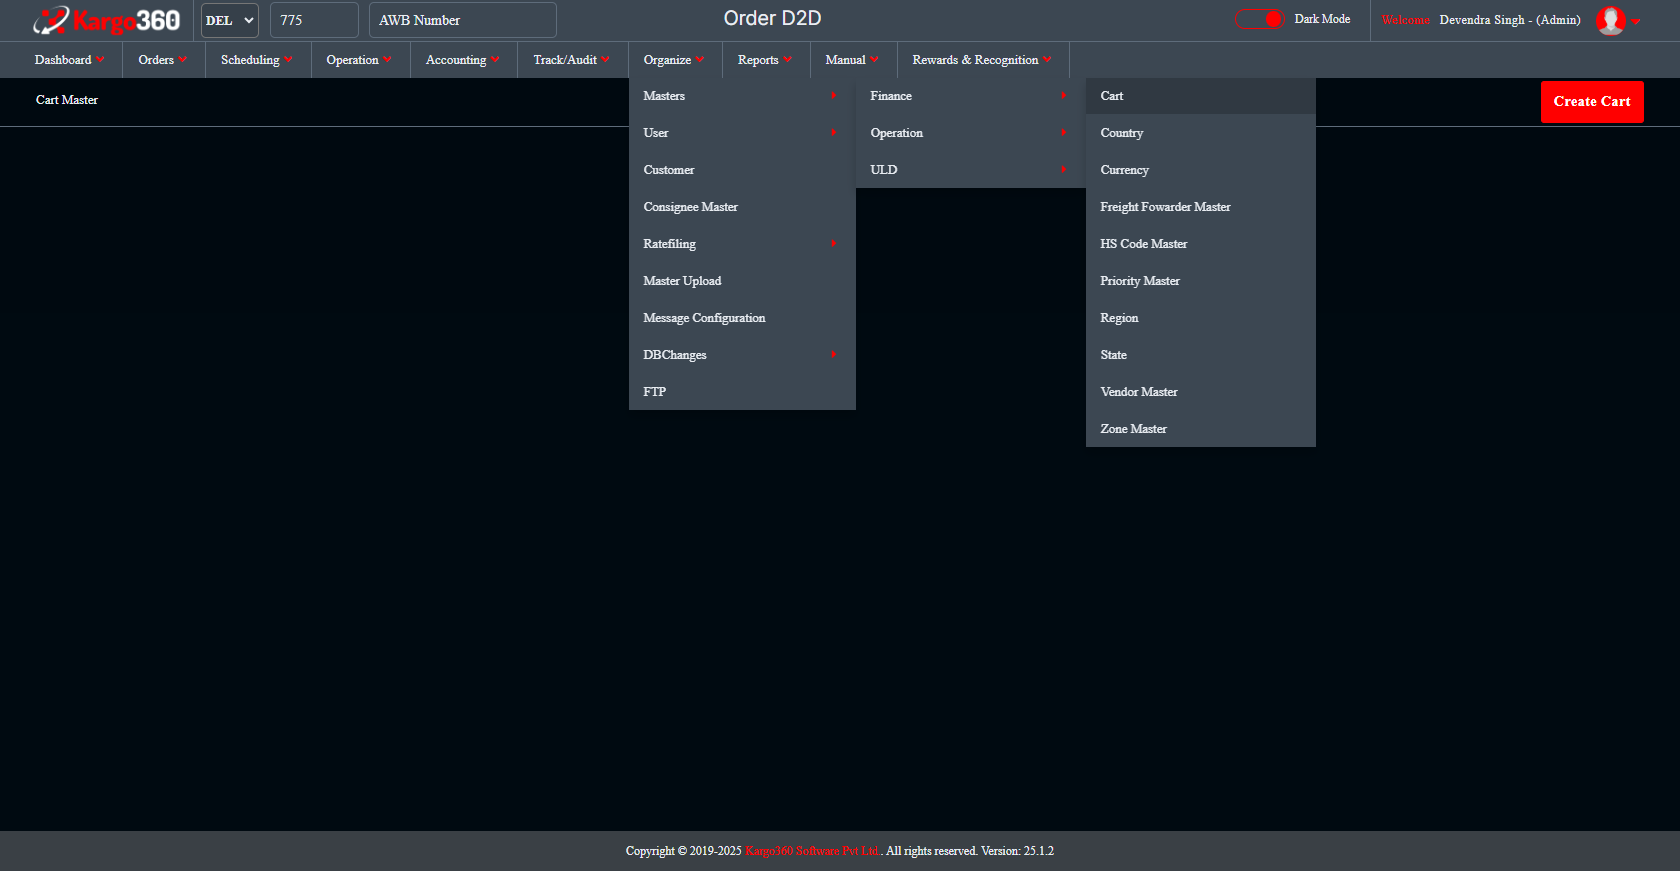 Kargo360 DEL 775 AWB Number Order D2D Dark Mode Welcome Devendra Singh - (Admin)
Dashboard Orders Scheduling Operation Accounting Track/Audit Organize Reports Manual Rewards & Recognition
Cart Master
Create Cart
Masters
User
Customer
Consignee Master
Ratefiling
Master Upload
Message Configuration
DBChanges
FTP
Finance
Operation
ULD
Cart
Country
Currency
Freight Fowarder Master
HS Code Master
Priority Master
Region
State
Vendor Master
Zone Master
Copyright © 2019-2025 Kargo360 Software Pvt Ltd.. All rights reserved. Version: 25.1.2